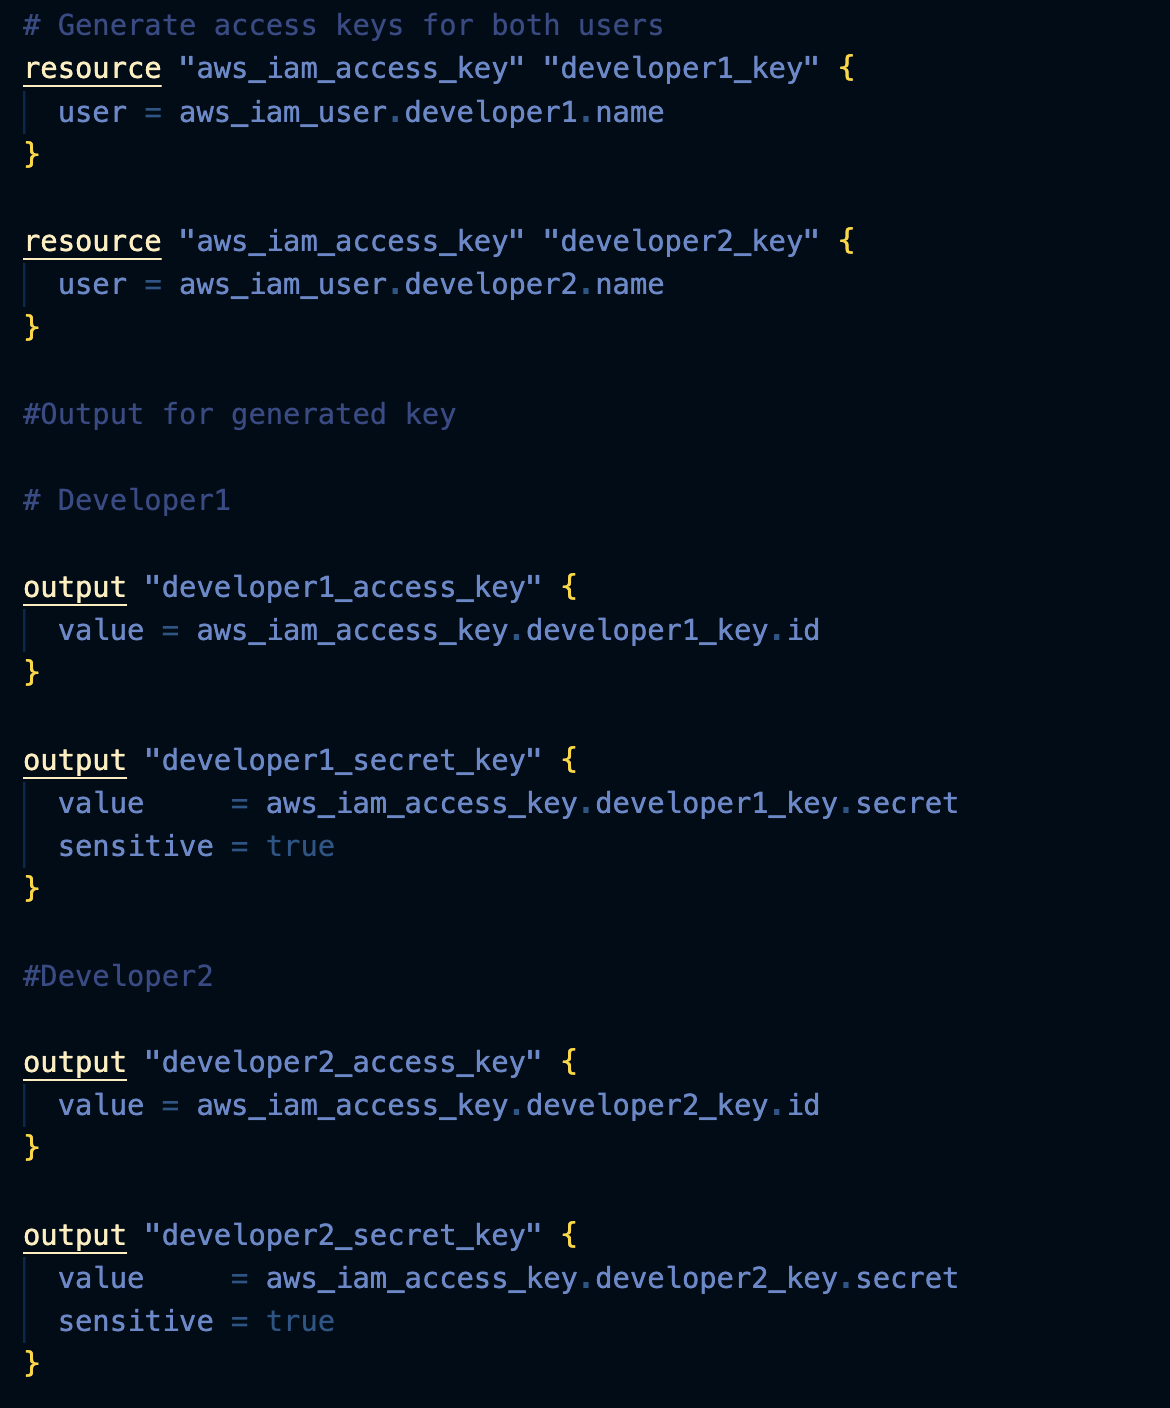 # Generate access keys for both users
resource "aws_iam_access_key" "developer1_key" {
  user = aws_iam_user.developer1.name
}

resource "aws_iam_access_key" "developer2_key" {
  user = aws_iam_user.developer2.name
}

#Output for generated key

# Developer1

output "developer1_access_key" {
  value = aws_iam_access_key.developer1_key.id
}

output "developer1_secret_key" {
  value     = aws_iam_access_key.developer1_key.secret
  sensitive = true
}

#Developer2

output "developer2_access_key" {
  value = aws_iam_access_key.developer2_key.id
}

output "developer2_secret_key" {
  value     = aws_iam_access_key.developer2_key.secret
  sensitive = true
}